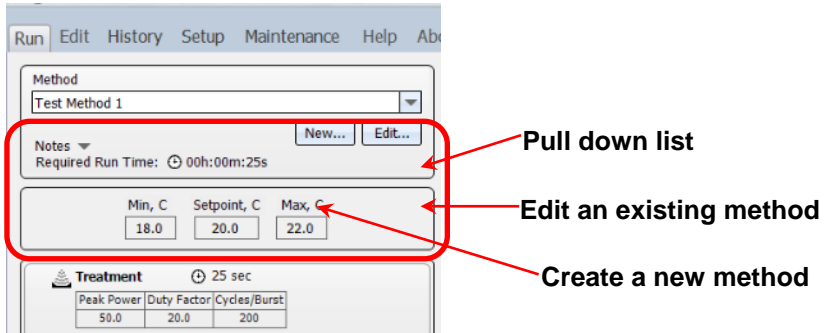 Run Edit History Setup Maintenance Help Abo
Method
Test Method 1
New... Edit...
Notes
Required Run Time: 00h:00m:25s
Pull down list
Min, C Setpoint, C Max, C
18.0 20.0 22.0
Edit an existing method
Create a new method
Treatment 25 sec
Peak Power Duty Factor Cycles/Burst
50.0 20.0 200